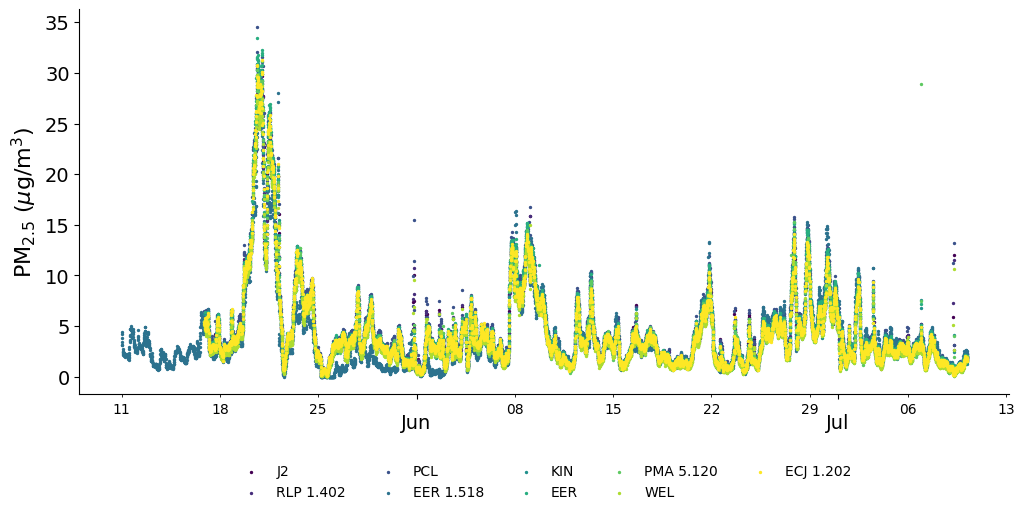 35
30
25
20
15
10
5
0
PM₂.₅ (μg/m³)
11 18 25 08 15 22 29 06 13
Jun Jul
J2 PCL KIN PMA 5.120 ECJ 1.202
RLP 1.402 EER 1.518 EER WEL